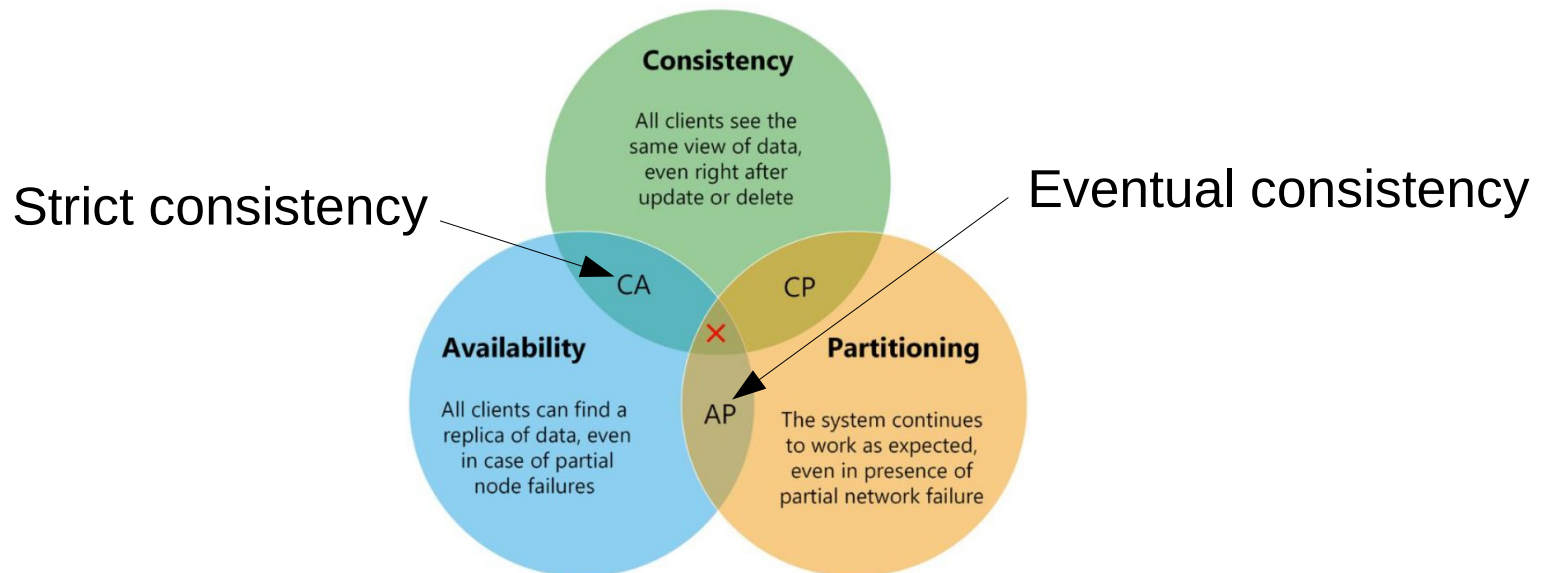 Consistency
All clients see the
same view of data,
even right after
update or delete
Strict consistency
Eventual consistency
CA
CP
Availability
All clients can find a
replica of data, even
in case of partial
node failures
Partitioning
The system continues
to work as expected,
even in presence of
partial network failure
AP